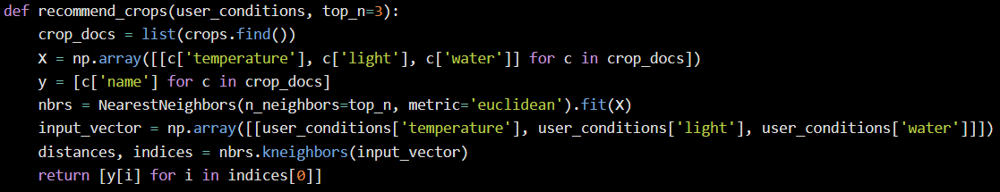 def recommend_crops(user_conditions, top_n=3):
    crop_docs = list(crops.find())
    X = np.array([[c['temperature'], c['light'], c['water']] for c in crop_docs])
    y = [c['name'] for c in crop_docs]
    nbrs = NearestNeighbors(n_neighbors=top_n, metric='euclidean').fit(X)
    input_vector = np.array([[user_conditions['temperature'], user_conditions['light'], user_conditions['water']]])
    distances, indices = nbrs.kneighbors(input_vector)
    return [y[i] for i in indices[0]]